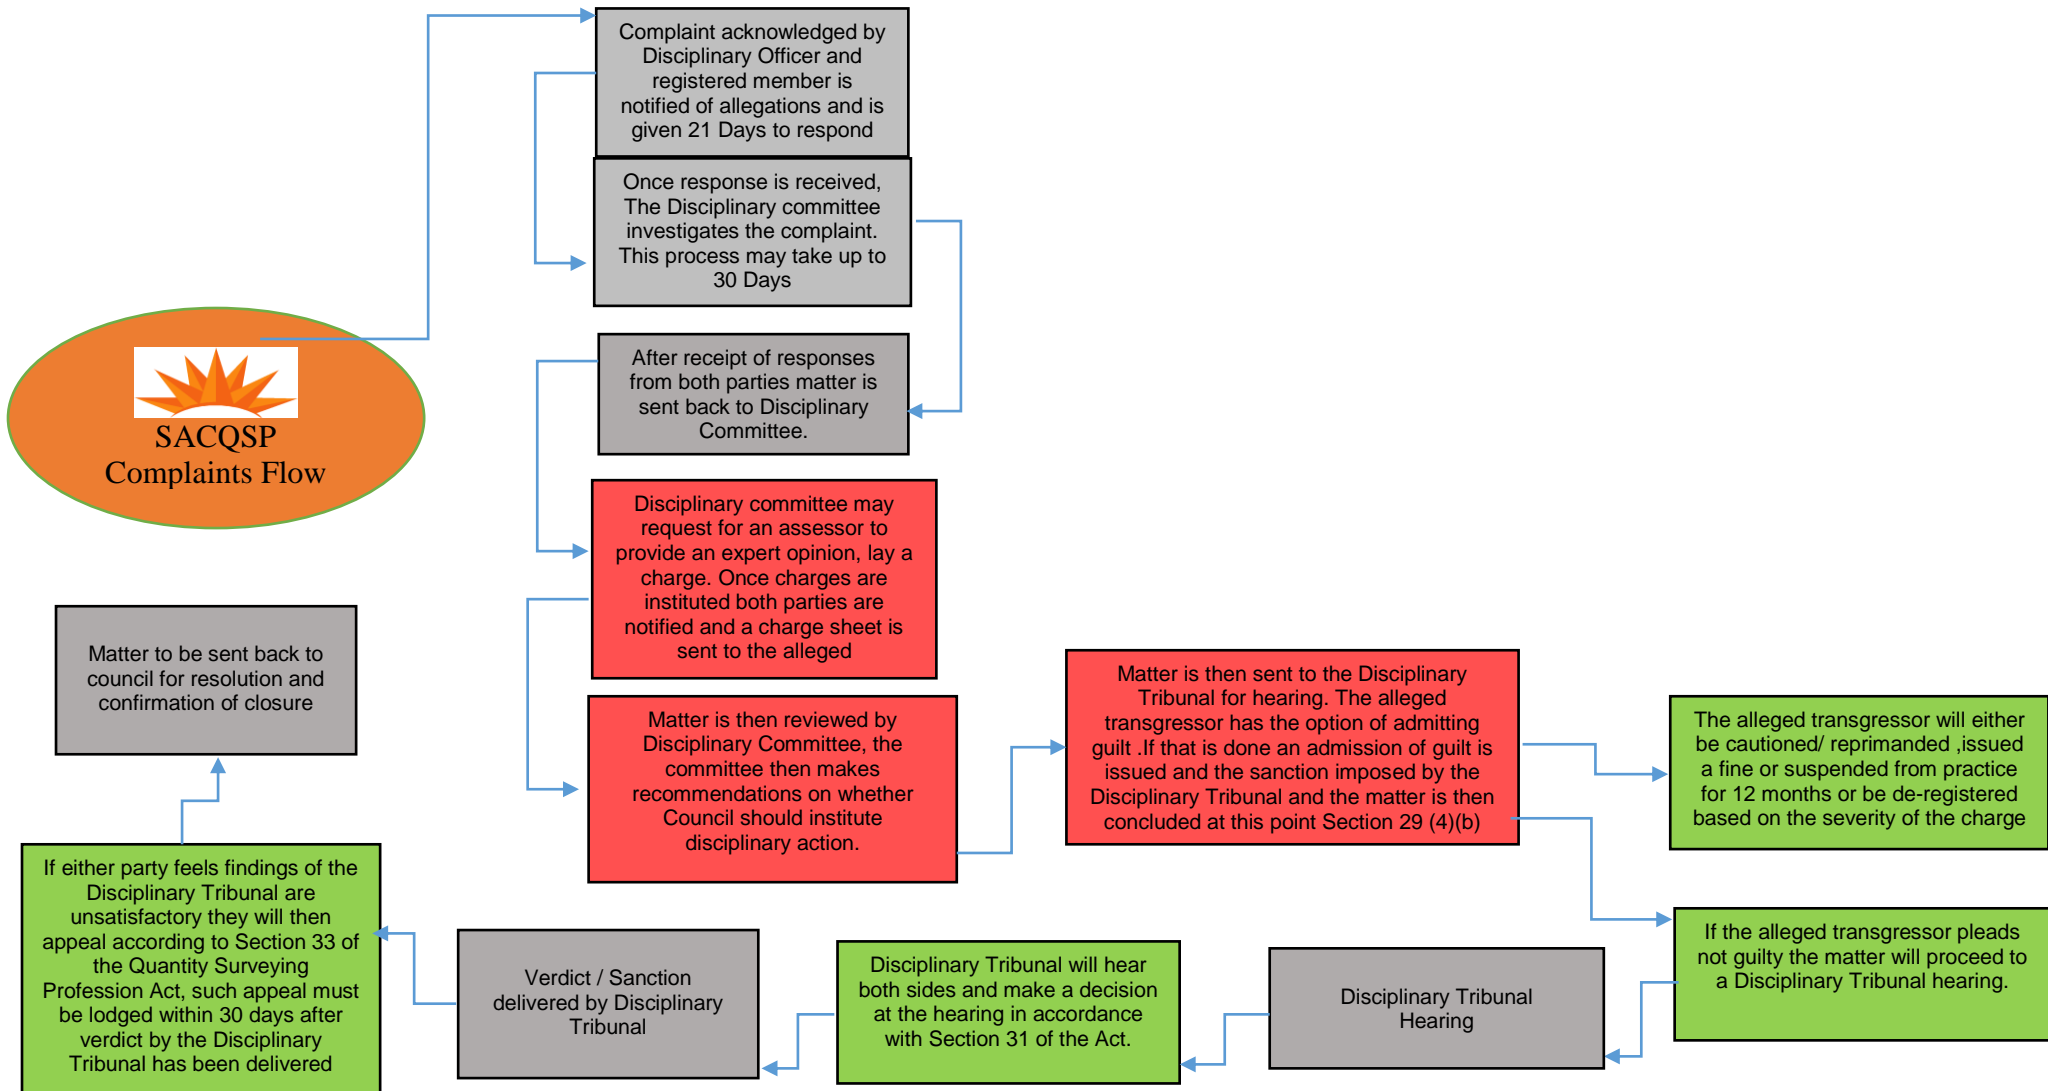 SACQSP
Complaints Flow
Complaint acknowledged by
Disciplinary Officer and
registered member is
notified of allegations and is
given 21 Days to respond
Once response is received,
The Disciplinary committee
investigates the complaint.
This process may take up to
30 Days
After receipt of responses
from both parties matter is
sent back to Disciplinary
Committee.
Disciplinary committee may
request for an assessor to
provide an expert opinion, lay a
charge. Once charges are
instituted both parties are
notified and a charge sheet is
sent to the alleged
Matter is then reviewed by
Disciplinary Committee, the
committee then makes
recommendations on whether
Council should institute
disciplinary action.
Matter is then sent to the Disciplinary
Tribunal for hearing. The alleged
transgressor has the option of admitting
guilt .If that is done an admission of guilt is
issued and the sanction imposed by the
Disciplinary Tribunal and the matter is then
concluded at this point Section 29 (4)(b)
The alleged transgressor will either
be cautioned/ reprimanded ,issued
a fine or suspended from practice
for 12 months or be de-registered
based on the severity of the charge
If the alleged transgressor pleads
not guilty the matter will proceed to
a Disciplinary Tribunal hearing.
Disciplinary Tribunal
Hearing
Disciplinary Tribunal will hear
both sides and make a decision
at the hearing in accordance
with Section 31 of the Act.
Verdict / Sanction
delivered by Disciplinary
Tribunal
If either party feels findings of the
Disciplinary Tribunal are
unsatisfactory they will then
appeal according to Section 33 of
the Quantity Surveying
Profession Act, such appeal must
be lodged within 30 days after
verdict by the Disciplinary
Tribunal has been delivered
Matter to be sent back to
council for resolution and
confirmation of closure